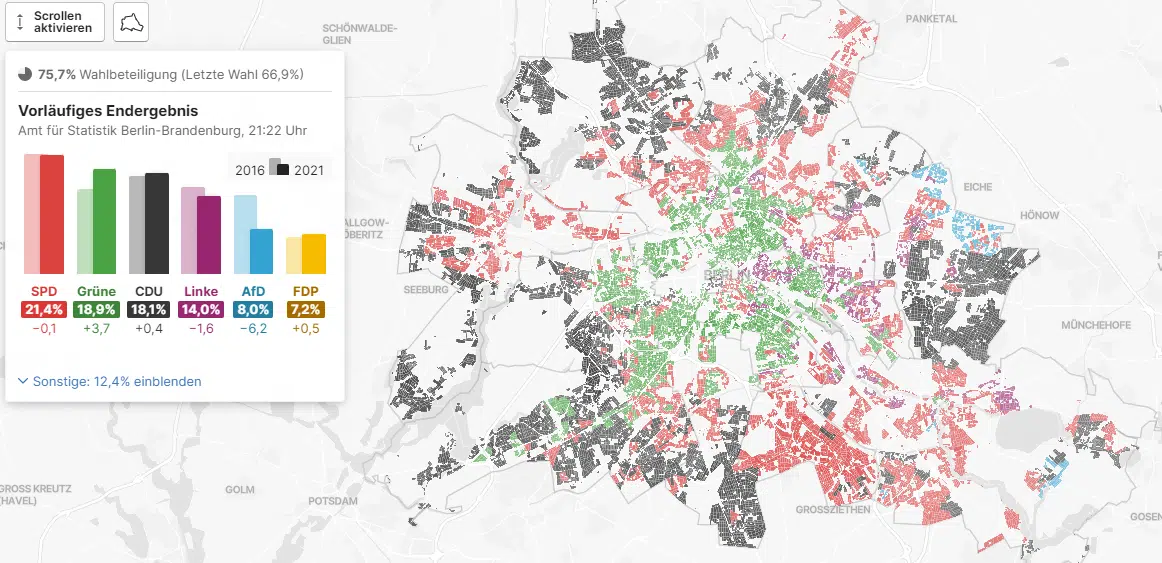 Scrollen
aktivieren
75,7% Wahlbeteiligung (Letzte Wahl 66,9%)
Vorläufiges Endergebnis
Amt für Statistik Berlin-Brandenburg, 21:22 Uhr
2016 2021
SPD Grüne CDU Linke AfD FDP
21,4% 18,9% 18,1% 14,0% 8,0% 7,2%
−0,1 +3,7 +0,4 −1,6 −6,2 +0,5
Sonstige: 12,4% einblenden
SCHÖNWALDE-
GLIEN
PANKETAL
EICHE
HÖNOW
ALLGOW-
ÖBERITZ
BERLIN
SEEBURG
MÜNCHEHOFE
GROSS KREUTZ
(HAVEL)
GOLM
POTSDAM
GROSSZIETHEN
GOSEN